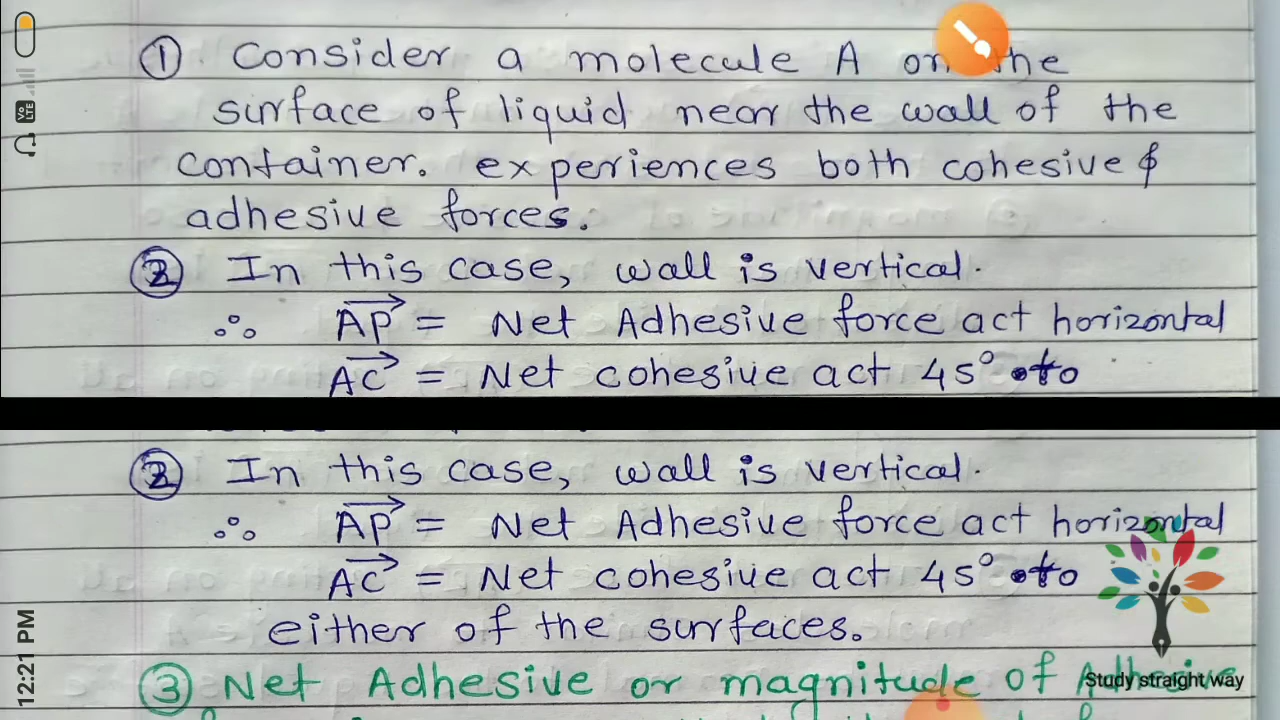 ① Consider a molecule A on the
surface of liquid near the wall of the
container. experiences both cohesive &
adhesive forces.
② In this case, wall is vertical.
∴ AP→ = Net Adhesive force act horizontal
AC→ = Net cohesive act 45° to
② In this case, wall is vertical.
∴ AP→ = Net Adhesive force act horizontal
AC→ = Net cohesive act 45° to
either of the surfaces.
③ Net Adhesive or magnitude of Adhesive
Study straight way
12:21 PM
Vo LTE